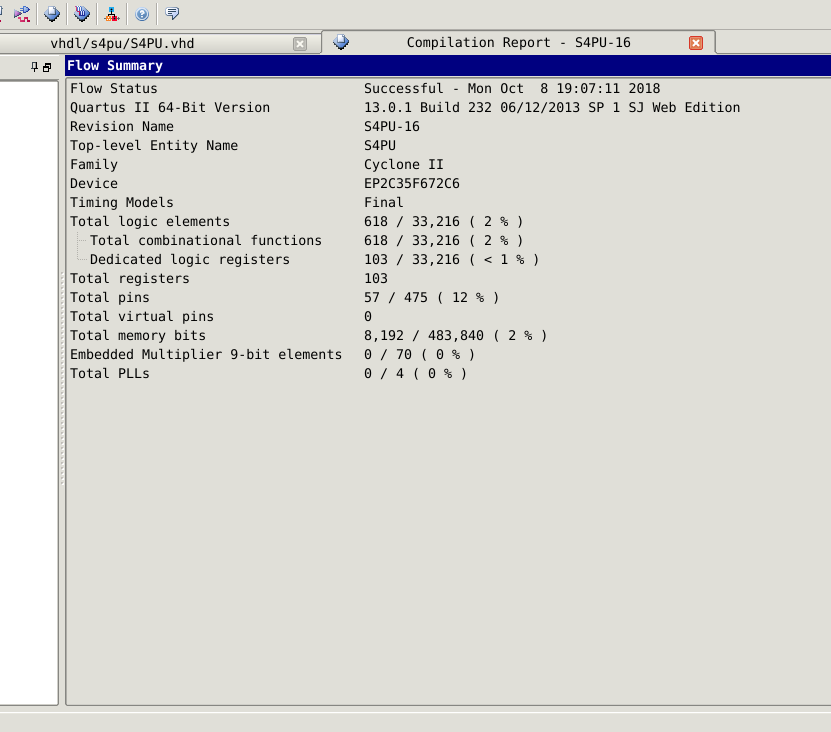 vhdl/s4pu/S4PU.vhd
Compilation Report - S4PU-16
Flow Summary
Flow Status Successful - Mon Oct  8 19:07:11 2018
Quartus II 64-Bit Version 13.0.1 Build 232 06/12/2013 SP 1 SJ Web Edition
Revision Name S4PU-16
Top-level Entity Name S4PU
Family Cyclone II
Device EP2C35F672C6
Timing Models Final
Total logic elements 618 / 33,216 ( 2 % )
Total combinational functions 618 / 33,216 ( 2 % )
Dedicated logic registers 103 / 33,216 ( < 1 % )
Total registers 103
Total pins 57 / 475 ( 12 % )
Total virtual pins 0
Total memory bits 8,192 / 483,840 ( 2 % )
Embedded Multiplier 9-bit elements 0 / 70 ( 0 % )
Total PLLs 0 / 4 ( 0 % )